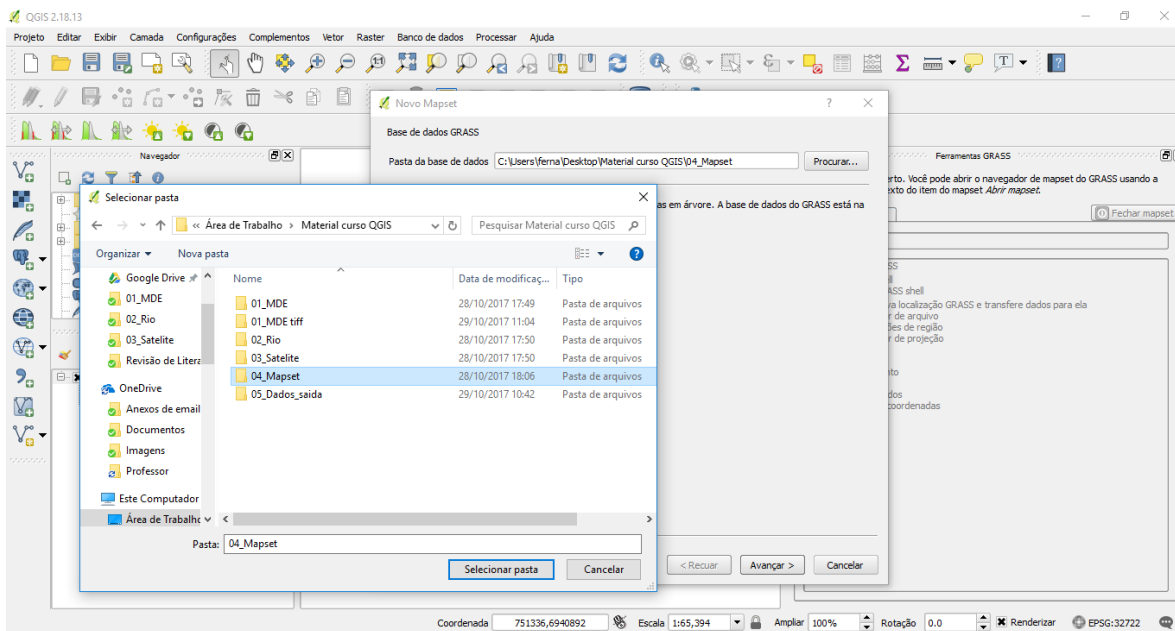 QGIS 2.18.13
Projeto Editar Exibir Camada Configurações Complementos Vetor Raster Banco de dados Processar Ajuda
Novo Mapset
Base de dados GRASS
Pasta da base de dados C:\Users\ferna\Desktop\Material curso QGIS\04_Mapset Procurar...
as em árvore. A base de dados do GRASS está na
< Recuar Avançar > Cancelar
Navegador
Selecionar pasta
« Área de Trabalho > Material curso QGIS Pesquisar Material curso QGIS
Organizar Nova pasta
Google Drive
01_MDE
02_Rio
03_Satelite
Revisão de Litera
OneDrive
Anexos de email
Documentos
Imagens
Professor
Este Computador
Área de Trabalho
Nome Data de modificaç... Tipo
01_MDE 28/10/2017 17:49 Pasta de arquivos
01_MDE tiff 29/10/2017 11:04 Pasta de arquivos
02_Rio 28/10/2017 17:50 Pasta de arquivos
03_Satelite 28/10/2017 17:50 Pasta de arquivos
04_Mapset 28/10/2017 18:06 Pasta de arquivos
05_Dados_saida 29/10/2017 10:42 Pasta de arquivos
Pasta: 04_Mapset
Selecionar pasta Cancelar
Ferramentas GRASS
rto. Você pode abrir o navegador de mapset do GRASS usando a
exto do item do mapset Abrir mapset.
Fechar mapset
SS
ll
ASS shell
va localização GRASS e transfere dados para ela
r de arquivo
ões de região
r de projeção
nto
dos
coordenadas
Coordenada 751336,6940892 Escala 1:65,394 Ampliar 100% Rotação 0.0 Renderizar EPSG:32722